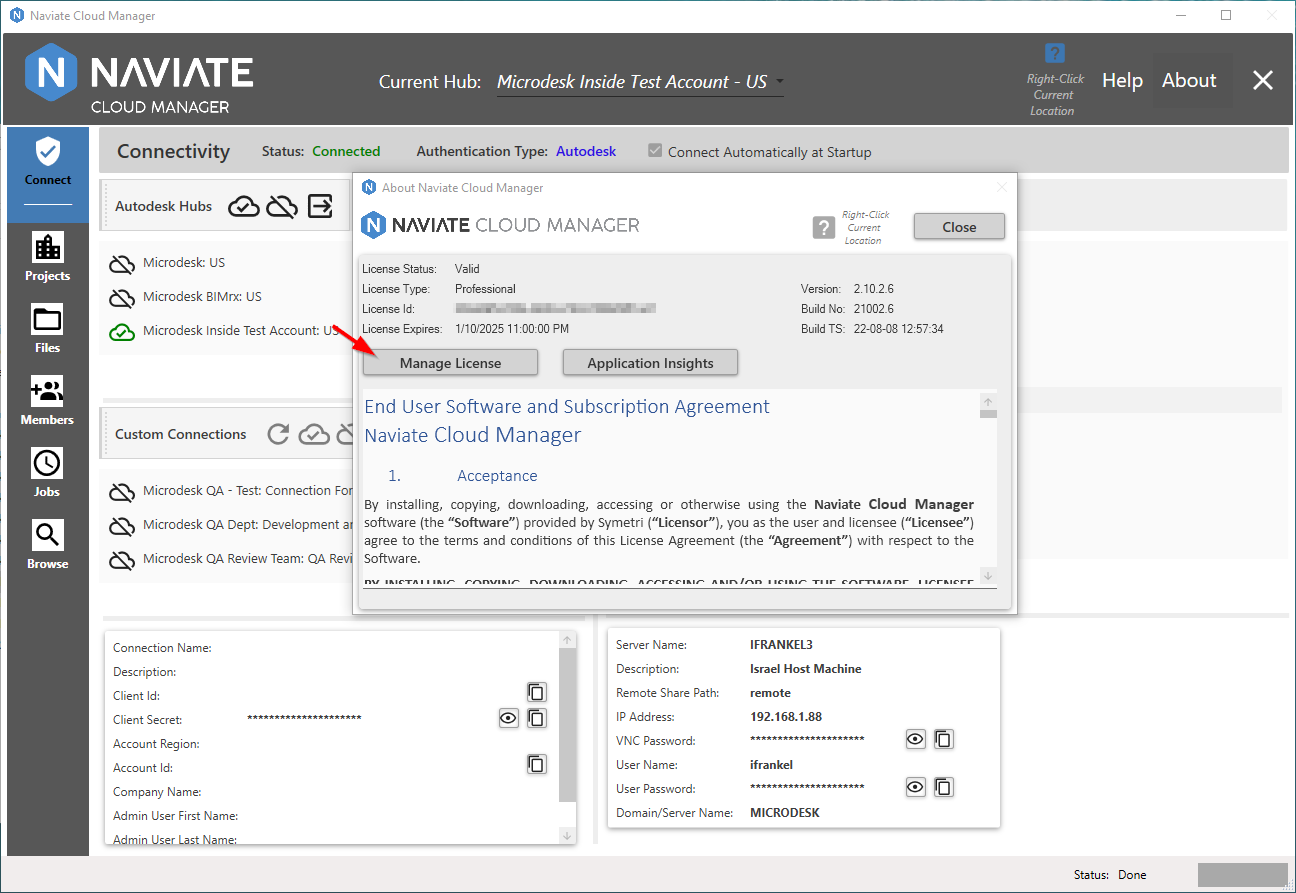 Naviate Cloud Manager
NAVIATE
CLOUD MANAGER
Current Hub: Microdesk Inside Test Account - US
?
Right-Click
Current
Location
Help
About
Connect
Projects
Files
Members
Jobs
Browse
Connectivity
Status: Connected
Authentication Type: Autodesk
Connect Automatically at Startup
Autodesk Hubs
Microdesk: US
Microdesk BIMrx: US
Microdesk Inside Test Account: US
Custom Connections
Microdesk QA - Test: Connection For
Microdesk QA Dept: Development an
Microdesk QA Review Team: QA Revi
About Naviate Cloud Manager
NAVIATE CLOUD MANAGER
?
Right-Click
Current
Location
Close
License Status: Valid
License Type: Professional
License Id:
License Expires: 1/10/2025 11:00:00 PM
Version: 2.10.2.6
Build No: 21002.6
Build TS: 22-08-08 12:57:34
Manage License
Application Insights
End User Software and Subscription Agreement
Naviate Cloud Manager
1. Acceptance
By installing, copying, downloading, accessing or otherwise using the Naviate Cloud Manager
software (the “Software”) provided by Symetri (“Licensor”), you as the user and licensee (“Licensee”)
agree to the terms and conditions of this License Agreement (the “Agreement”) with respect to the
Software.
BY INSTALLING, COPYING, DOWNLOADING, ACCESSING AND/OR USING THE SOFTWARE, LICENSEE
Connection Name:
Description:
Client Id:
Client Secret: *********************
Account Region:
Account Id:
Company Name:
Admin User First Name:
Admin User Last Name:
Server Name: IFRANKEL3
Description: Israel Host Machine
Remote Share Path: remote
IP Address: 192.168.1.88
VNC Password: *********************
User Name: ifrankel
User Password: *********************
Domain/Server Name: MICRODESK
Status: Done